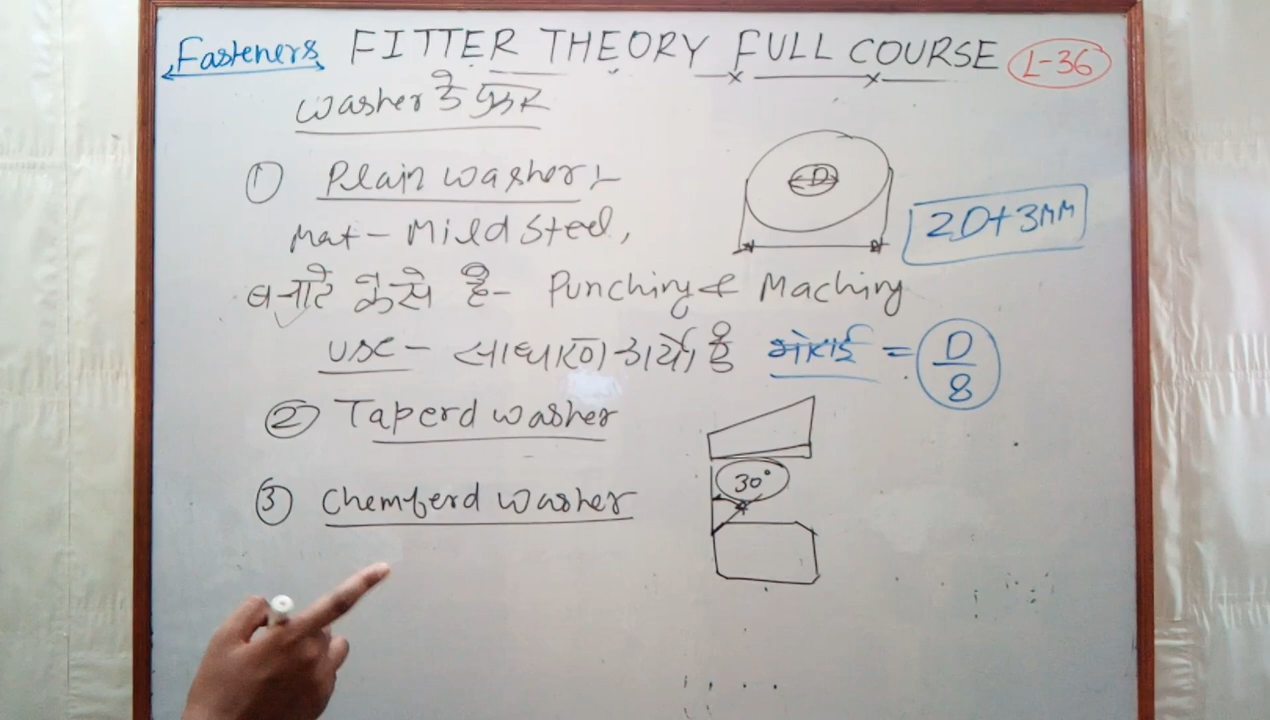 Fasteners FITTER THEORY FULL COURSE L-36
Washer के प्रकार
① Plain washer :-
D
2D+3MM
Mat - Mild Steel,
बनाते कैसे है - Punching & Maching
USE - साधारण कार्यो में मोटाई = D/8
② Taperd washer
30°
③ Chemferd washer